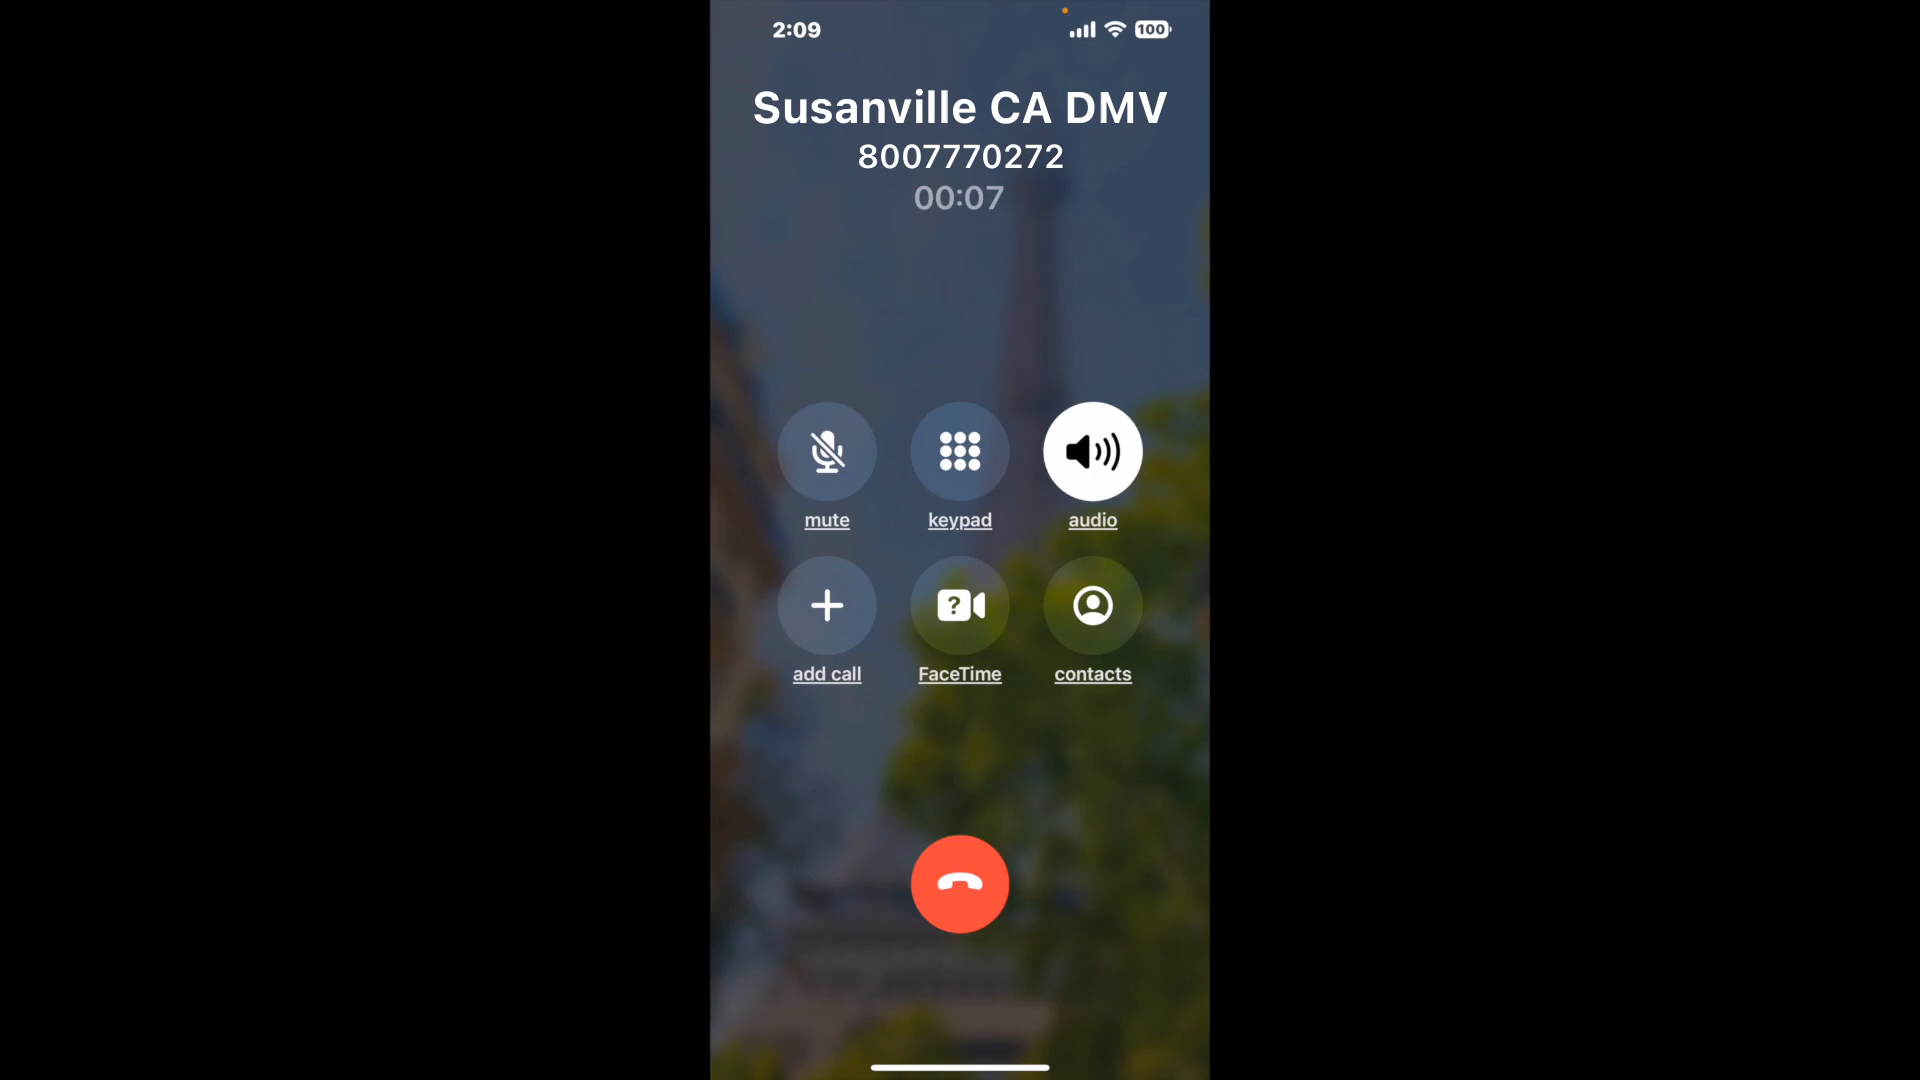 2:09
100
Susanville CA DMV
8007770272
00:07
mute
keypad
audio
?
add call
FaceTime
contacts